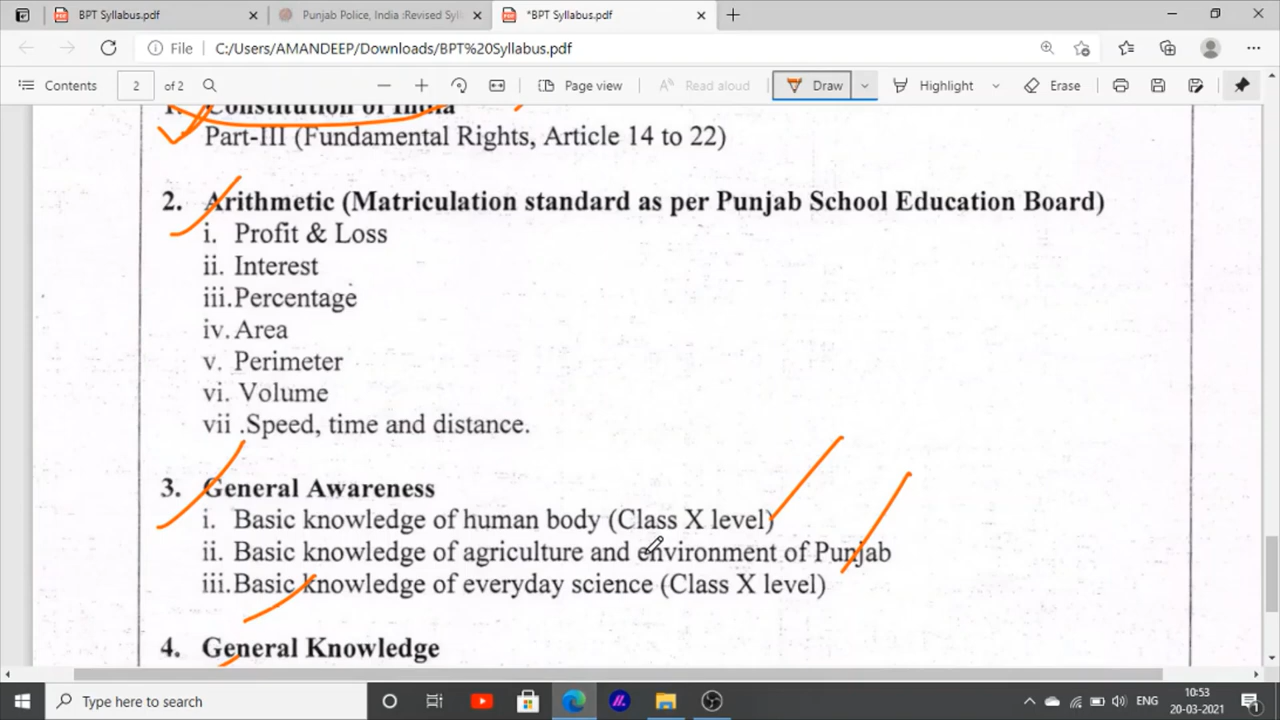 BPT Syllabus.pdf
Punjab Police, India :Revised Syl
*BPT Syllabus.pdf
File
C:/Users/AMANDEEP/Downloads/BPT%20Syllabus.pdf
Contents
2
of 2
Page view
Read aloud
Draw
Highlight
Erase
1. Constitution of India
Part-III (Fundamental Rights, Article 14 to 22)
2. Arithmetic (Matriculation standard as per Punjab School Education Board)
i. Profit & Loss
ii. Interest
iii.Percentage
iv. Area
v. Perimeter
vi. Volume
vii .Speed, time and distance.
3. General Awareness
i. Basic knowledge of human body (Class X level)
ii. Basic knowledge of agriculture and environment of Punjab
iii.Basic knowledge of everyday science (Class X level)
4. General Knowledge
Type here to search
ENG
10:53
20-03-2021
1